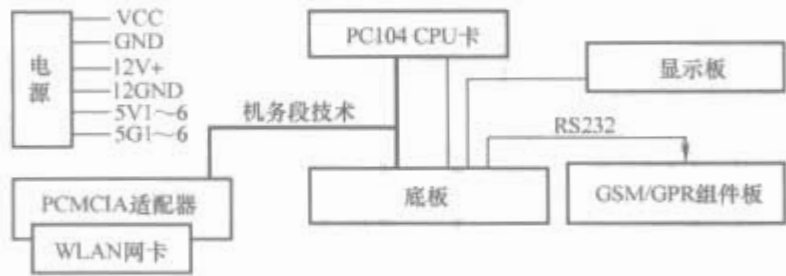 电源
VCC
GND
12V+
12GND
5V1～6
5G1～6
PC104 CPU卡
显示板
机务段技术
RS232
PCMCIA适配器
WLAN网卡
底板
GSM/GPR组件板